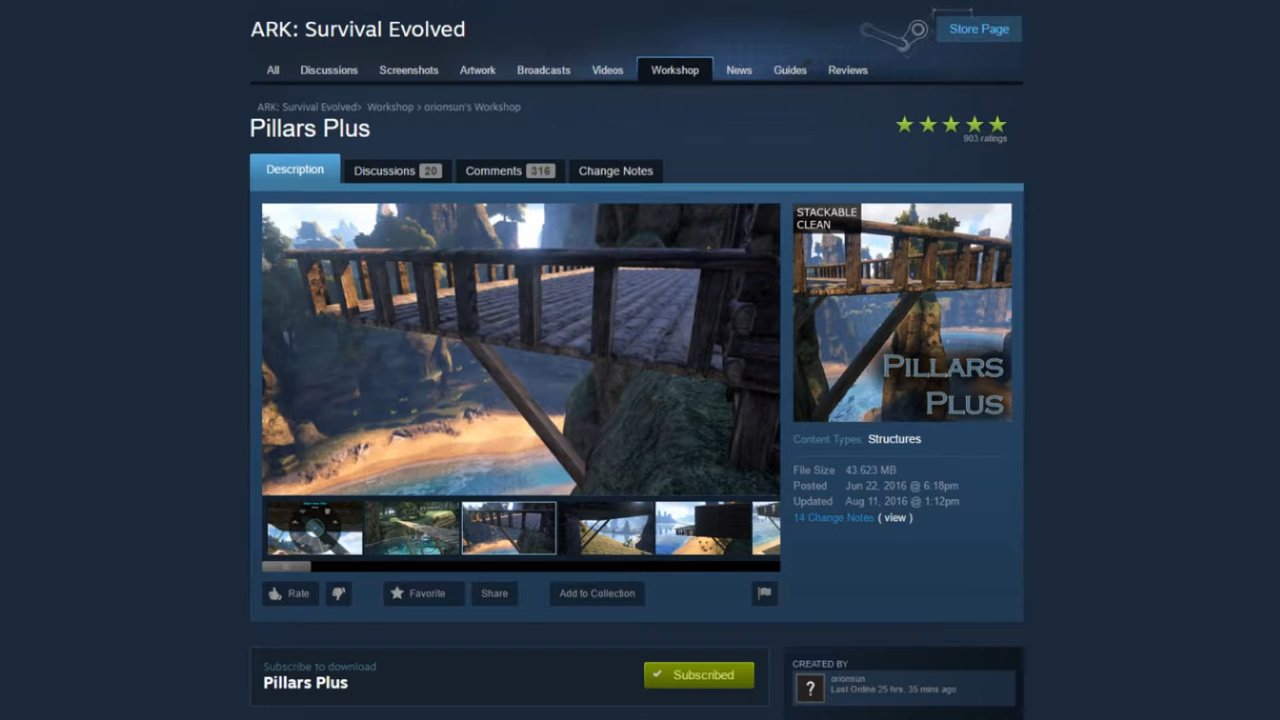 ARK: Survival Evolved
Store Page
All Discussions Screenshots Artwork Broadcasts Videos Workshop News Guides Reviews
ARK: Survival Evolved> Workshop > orionsun's Workshop
Pillars Plus
903 ratings
Description Discussions 20 Comments 316 Change Notes
STACKABLE
CLEAN
PILLARS
PLUS
Content Types: Structures
File Size 43.623 MB
Posted Jun 22, 2016 @ 6:18pm
Updated Aug 11, 2016 @ 1:12pm
14 Change Notes ( view )
Rate Favorite Share Add to Collection
Subscribe to download
Pillars Plus
Subscribed
CREATED BY
?
orionsun
Last Online 25 hrs. 35 mins ago